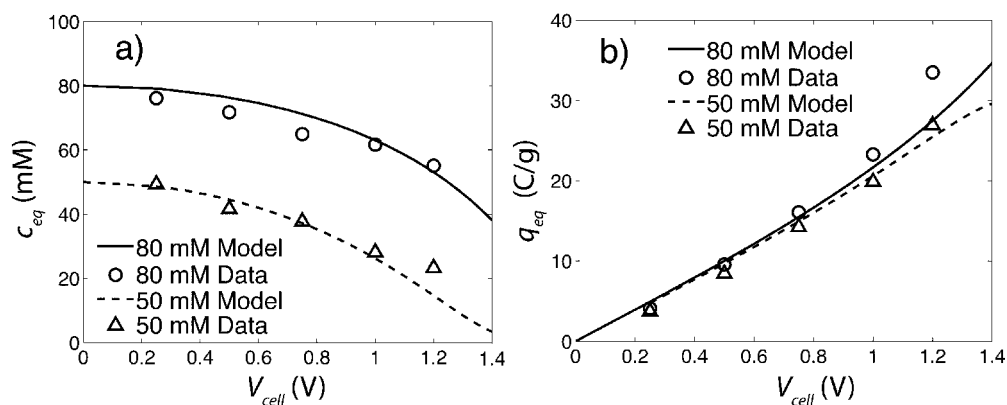 a)
100
80
60
40
20
0
c_eq (mM)
80 mM Model
80 mM Data
50 mM Model
50 mM Data
0 0.2 0.4 0.6 0.8 1 1.2 1.4
V_cell (V)
b)
40
30
20
10
0
q_eq (C/g)
80 mM Model
80 mM Data
50 mM Model
50 mM Data
0 0.2 0.4 0.6 0.8 1 1.2 1.4
V_cell (V)